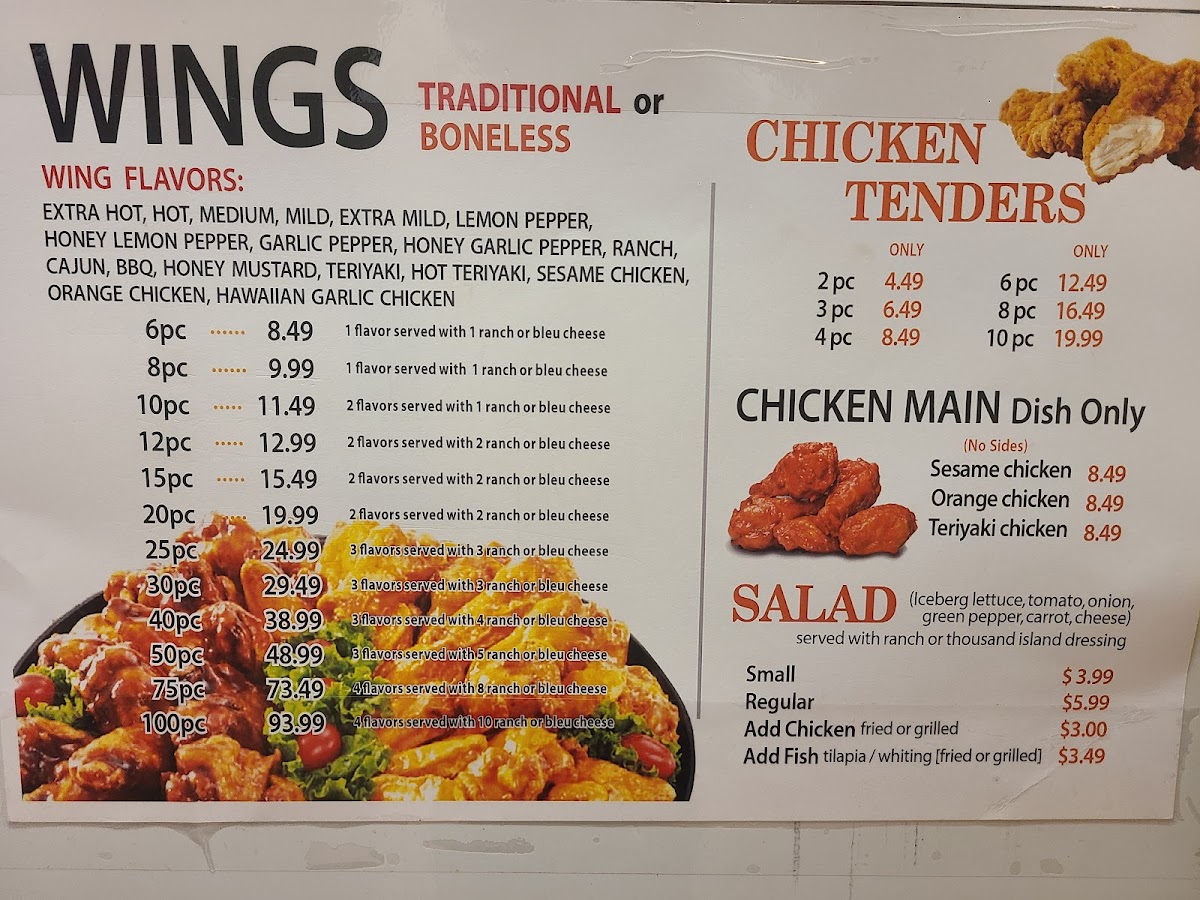 WINGS TRADITIONAL or
BONELESS
WING FLAVORS:
EXTRA HOT, HOT, MEDIUM, MILD, EXTRA MILD, LEMON PEPPER,
HONEY LEMON PEPPER, GARLIC PEPPER, HONEY GARLIC PEPPER, RANCH,
CAJUN, BBQ, HONEY MUSTARD, TERIYAKI, HOT TERIYAKI, SESAME CHICKEN,
ORANGE CHICKEN, HAWAIIAN GARLIC CHICKEN
6pc ...... 8.49 1 flavor served with 1 ranch or bleu cheese
8pc ...... 9.99 1 flavor served with 1 ranch or bleu cheese
10pc ..... 11.49 2 flavors served with 1 ranch or bleu cheese
12pc ..... 12.99 2 flavors served with 2 ranch or bleu cheese
15pc ..... 15.49 2 flavors served with 2 ranch or bleu cheese
20pc ..... 19.99 2 flavors served with 2 ranch or bleu cheese
25pc 24.99 3 flavors served with 3 ranch or bleu cheese
30pc 29.49 3 flavors served with 3 ranch or bleu cheese
40pc 38.99 3 flavors served with 4 ranch or bleu cheese
50pc 48.99 3 flavors served with 5 ranch or bleu cheese
75pc 73.49 4 flavors served with 8 ranch or bleu cheese
100pc 93.99 4 flavors served with 10 ranch or bleu cheese
CHICKEN
TENDERS
ONLY ONLY
2 pc 4.49 6 pc 12.49
3 pc 6.49 8 pc 16.49
4 pc 8.49 10 pc 19.99
CHICKEN MAIN Dish Only
(No Sides)
Sesame chicken 8.49
Orange chicken 8.49
Teriyaki chicken 8.49
SALAD (Iceberg lettuce, tomato, onion,
green pepper, carrot, cheese)
served with ranch or thousand island dressing
Small $3.99
Regular $5.99
Add Chicken fried or grilled $3.00
Add Fish tilapia / whiting [fried or grilled] $3.49